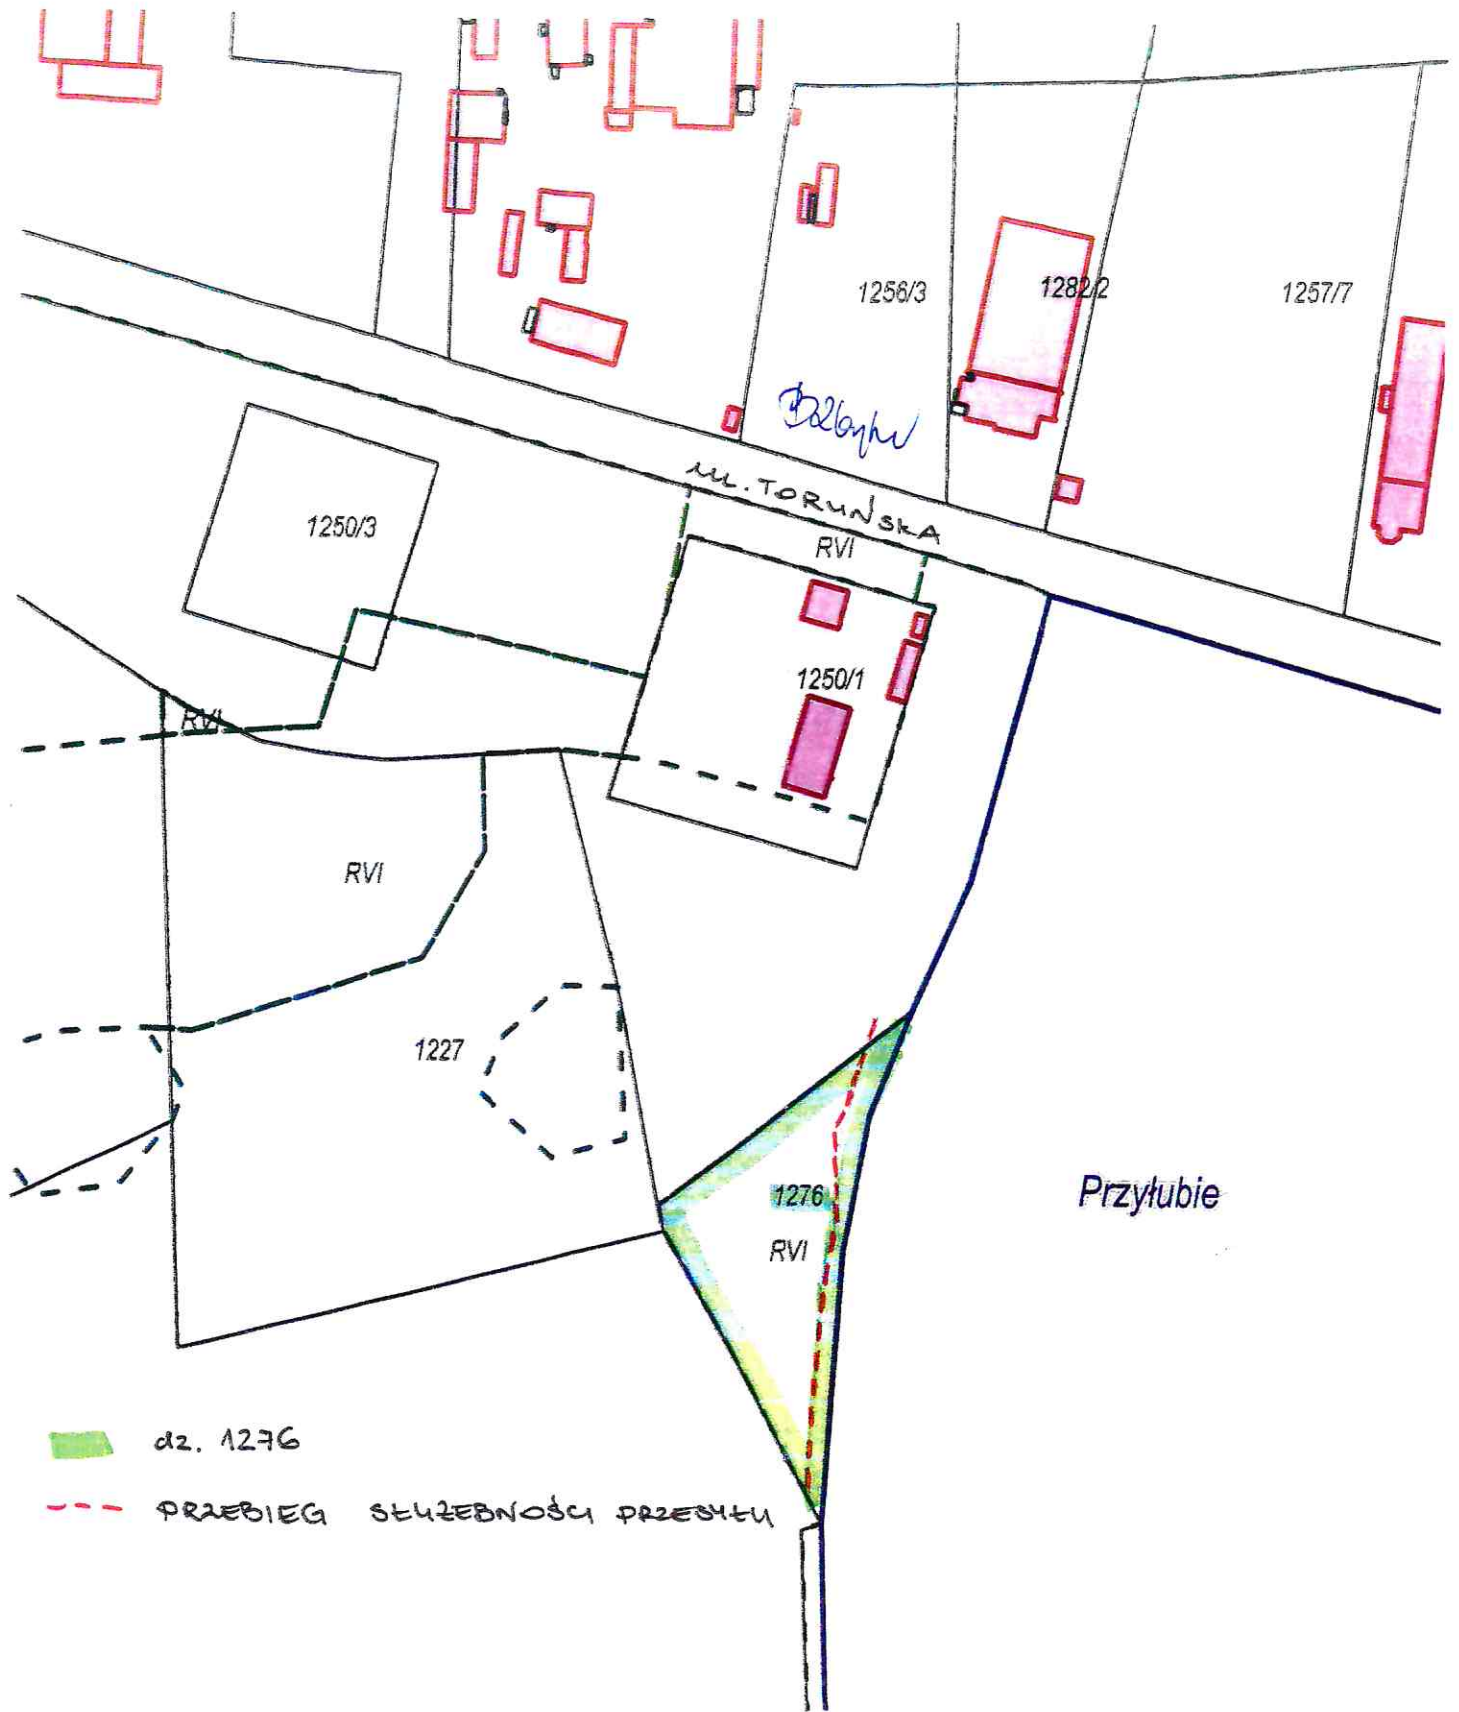 1256/3
1282/2
1257/7
UL. TORUŃSKA
RVI
1250/3
1250/1
RVI
RVI
1227
1276
RVI
Przyłubie
dz. 1276
PRZEBIEG SŁUŻEBNOŚCI PRZESYŁU